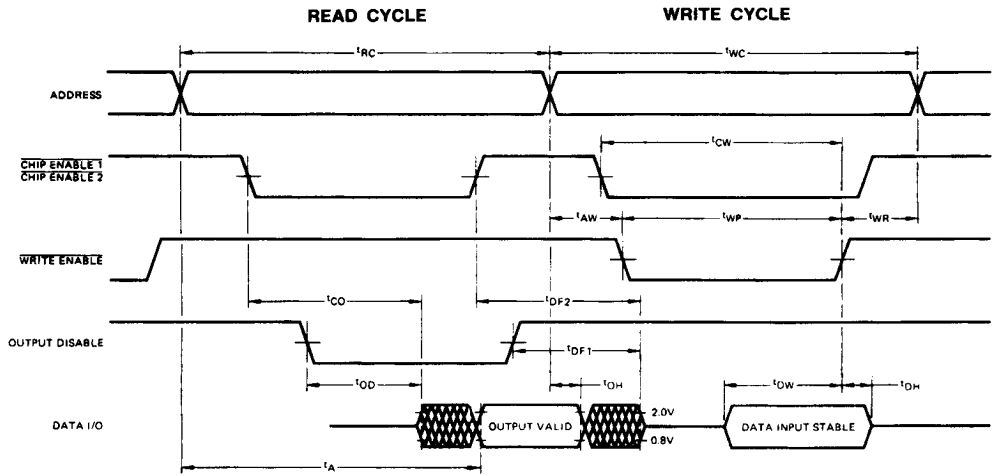 READ CYCLE
WRITE CYCLE
tRC
tWC
ADDRESS
tCW
CHIP ENABLE 1
CHIP ENABLE 2
tAW
tWP
tWR
WRITE ENABLE
tCO
tDF2
OUTPUT DISABLE
tDF1
tOD
tOH
tDW
tDH
2.0V
DATA I/O
OUTPUT VALID
DATA INPUT STABLE
0.8V
tA